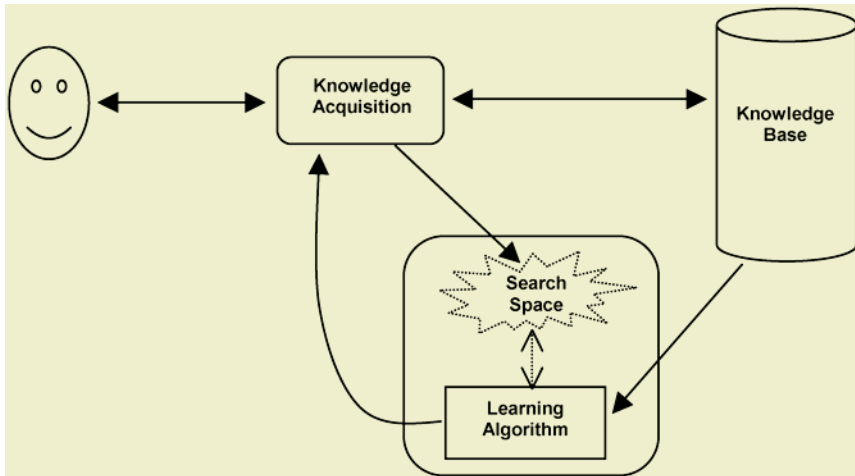 Knowledge
Acquisition
Knowledge
Base
Search
Space
Learning
Algorithm